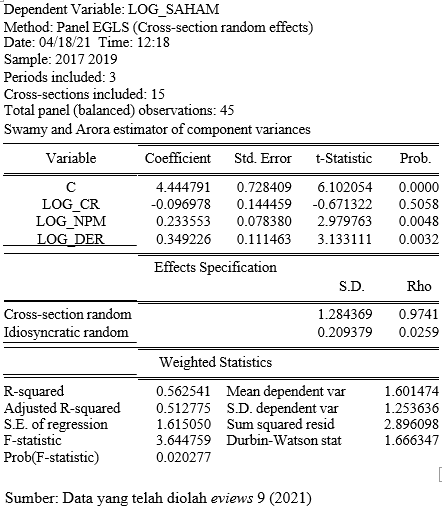 Dependent Variable: LOG_SAHAM
Method: Panel EGLS (Cross-section random effects)
Date: 04/18/21 Time: 12:18
Sample: 2017 2019
Periods included: 3
Cross-sections included: 15
Total panel (balanced) observations: 45
Swamy and Arora estimator of component variances
Variable Coefficient Std. Error t-Statistic Prob.
C 4.444791 0.728409 6.102054 0.0000
LOG_CR -0.096978 0.144459 -0.671322 0.5058
LOG_NPM 0.233553 0.078380 2.979763 0.0048
LOG_DER 0.349226 0.111463 3.133111 0.0032
Effects Specification
S.D. Rho
Cross-section random 1.284369 0.9741
Idiosyncratic random 0.209379 0.0259
Weighted Statistics
R-squared 0.562541 Mean dependent var 1.601474
Adjusted R-squared 0.512775 S.D. dependent var 1.253636
S.E. of regression 1.615050 Sum squared resid 2.896098
F-statistic 3.644759 Durbin-Watson stat 1.666347
Prob(F-statistic) 0.020277
Sumber: Data yang telah diolah eviews 9 (2021)